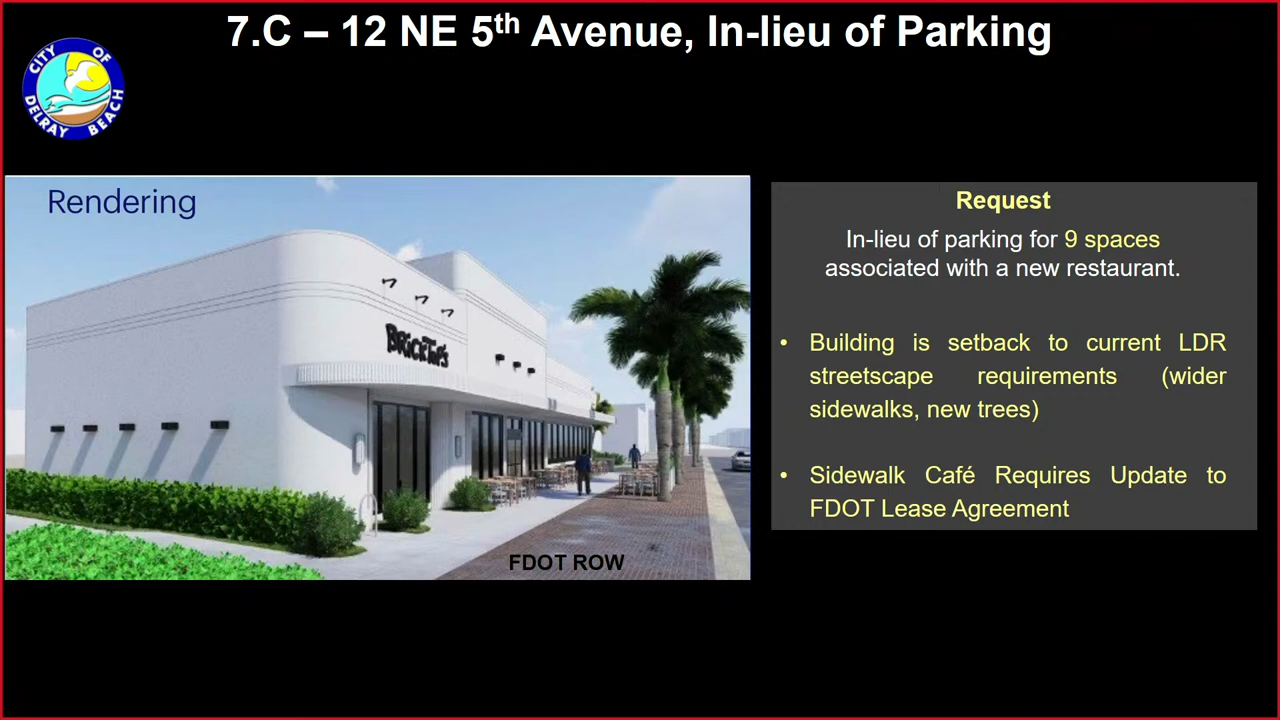 7.C – 12 NE 5th Avenue, In-lieu of Parking
CITY OF
DELRAY BEACH
Rendering
BRICKTOP'S
FDOT ROW
Request
In-lieu of parking for 9 spaces
associated with a new restaurant.
• Building is setback to current LDR
streetscape requirements (wider
sidewalks, new trees)
• Sidewalk Café Requires Update to
FDOT Lease Agreement